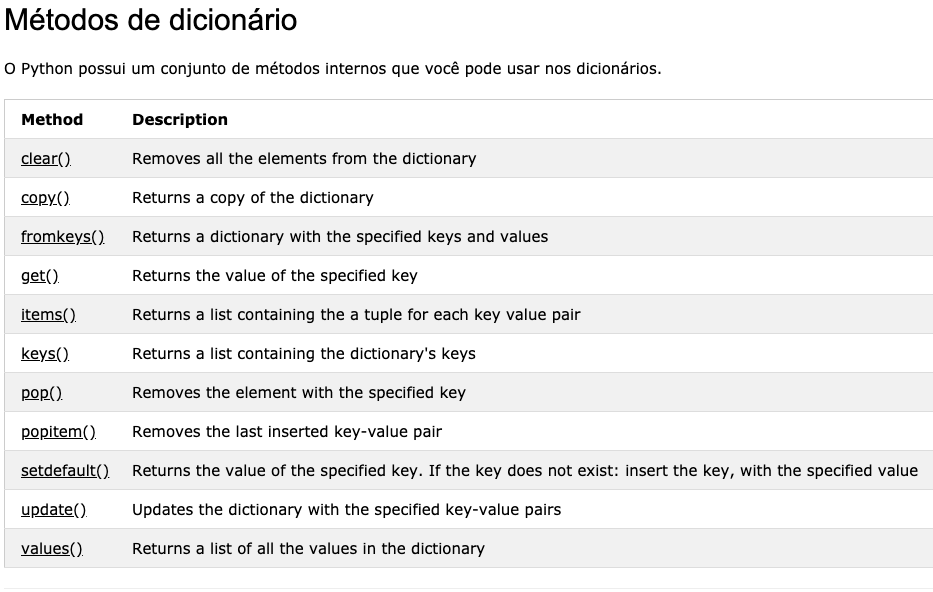 Métodos de dicionário
O Python possui um conjunto de métodos internos que você pode usar nos dicionários.
Method Description
clear() Removes all the elements from the dictionary
copy() Returns a copy of the dictionary
fromkeys() Returns a dictionary with the specified keys and values
get() Returns the value of the specified key
items() Returns a list containing the a tuple for each key value pair
keys() Returns a list containing the dictionary's keys
pop() Removes the element with the specified key
popitem() Removes the last inserted key-value pair
setdefault() Returns the value of the specified key. If the key does not exist: insert the key, with the specified value
update() Updates the dictionary with the specified key-value pairs
values() Returns a list of all the values in the dictionary